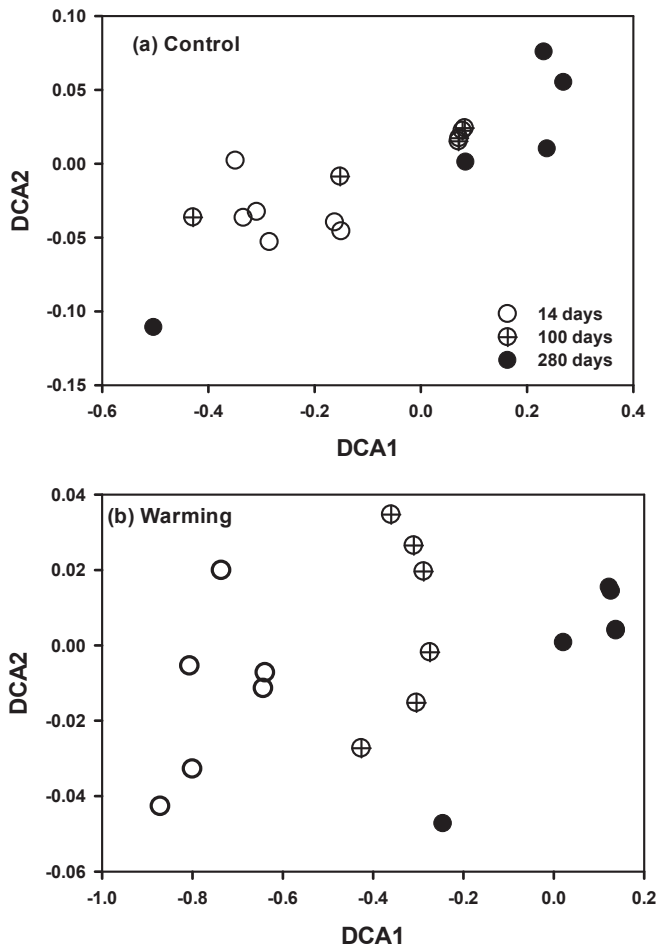 0.10
(a) Control
0.05
0.00
DCA2
-0.05
-0.10
14 days
100 days
280 days
-0.15
-0.6 -0.4 -0.2 0.0 0.2 0.4
DCA1
0.04
(b) Warming
0.02
0.00
DCA2
-0.02
-0.04
-0.06
-1.0 -0.8 -0.6 -0.4 -0.2 0.0 0.2
DCA1